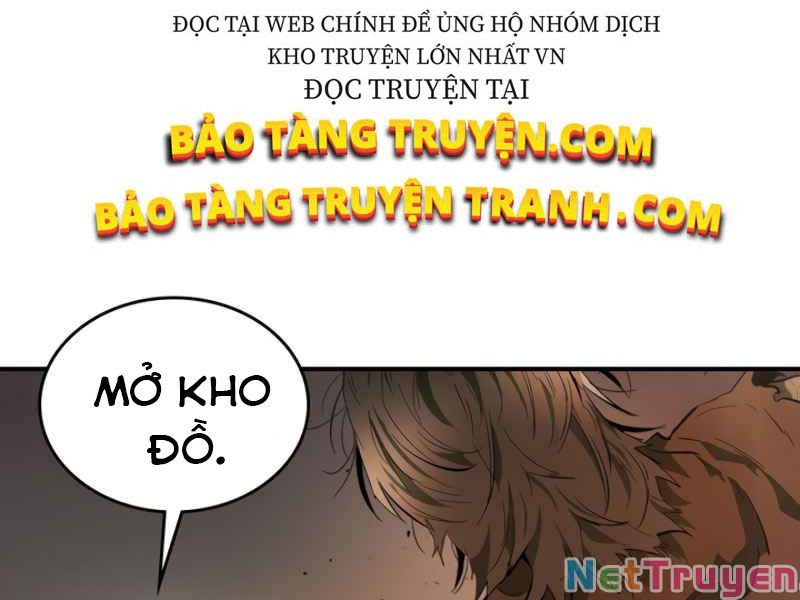 ĐỌC TẠI WEB CHÍNH ĐỂ ỦNG HỘ NHÓM DỊCH
KHO TRUYỆN LỚN NHẤT VN
ĐỌC TRUYỆN TẠI
BẢO TÀNG TRUYỆN.COM
BẢO TÀNG TRUYỆN TRANH.COM
MỞ KHO
ĐỒ.
NetTruyen